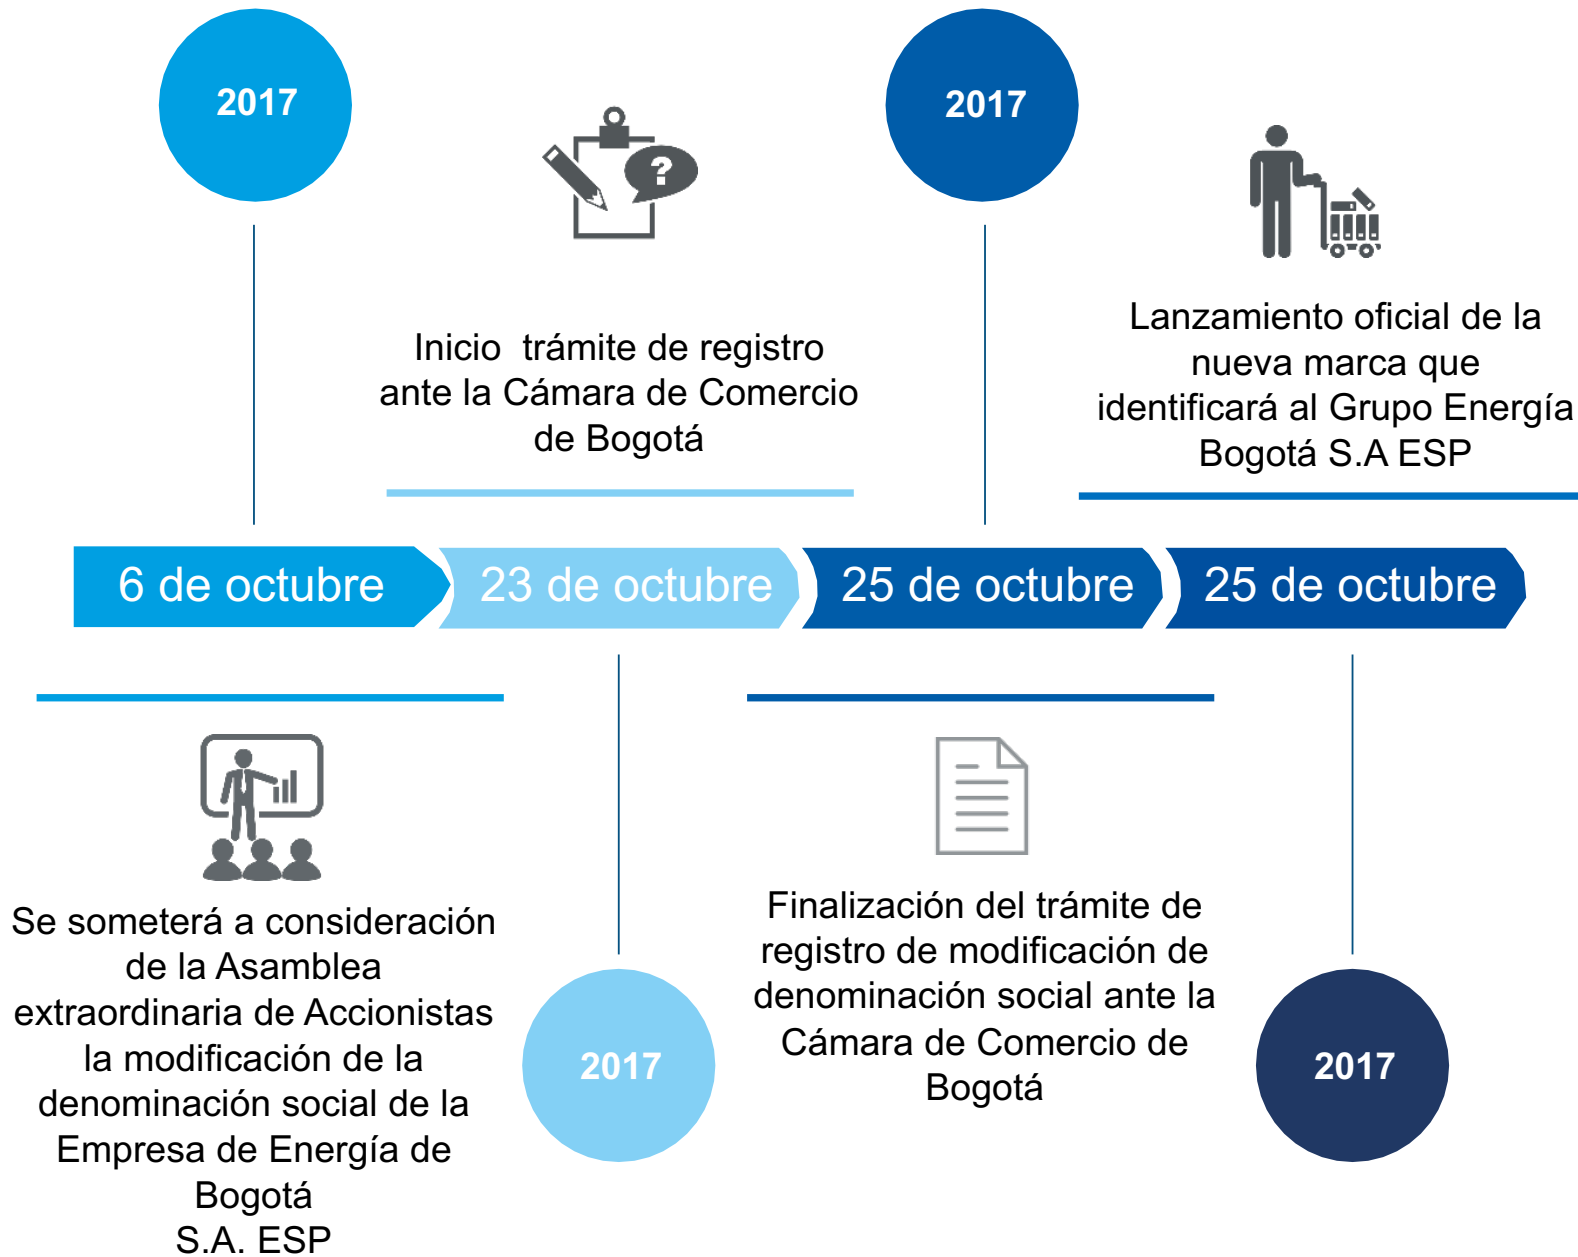 2017
2017
?
Inicio trámite de registro
ante la Cámara de Comercio
de Bogotá
Lanzamiento oficial de la
nueva marca que
identificará al Grupo Energía
Bogotá S.A ESP
6 de octubre
23 de octubre
25 de octubre
25 de octubre
Se someterá a consideración
de la Asamblea
extraordinaria de Accionistas
la modificación de la
denominación social de la
Empresa de Energía de
Bogotá
S.A. ESP
2017
Finalización del trámite de
registro de modificación de
denominación social ante la
Cámara de Comercio de
Bogotá
2017